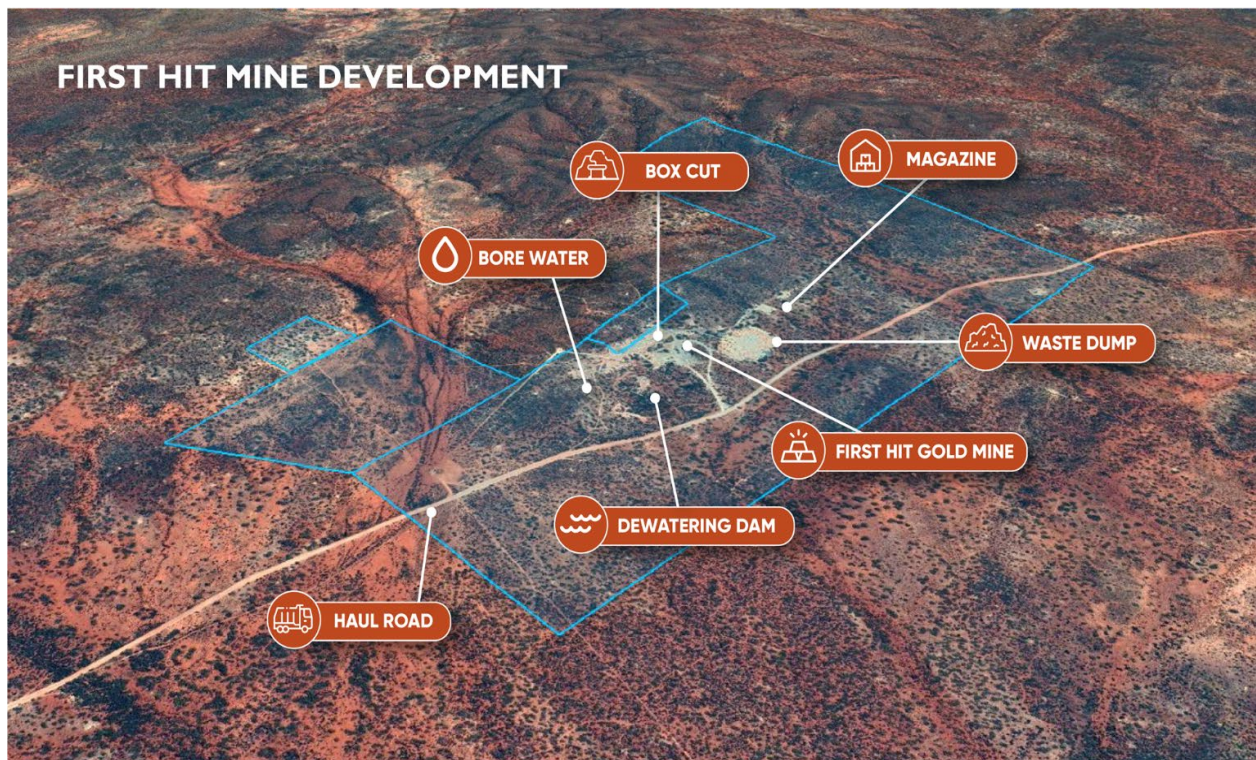 FIRST HIT MINE DEVELOPMENT
BOX CUT
MAGAZINE
BORE WATER
WASTE DUMP
FIRST HIT GOLD MINE
DEWATERING DAM
HAUL ROAD